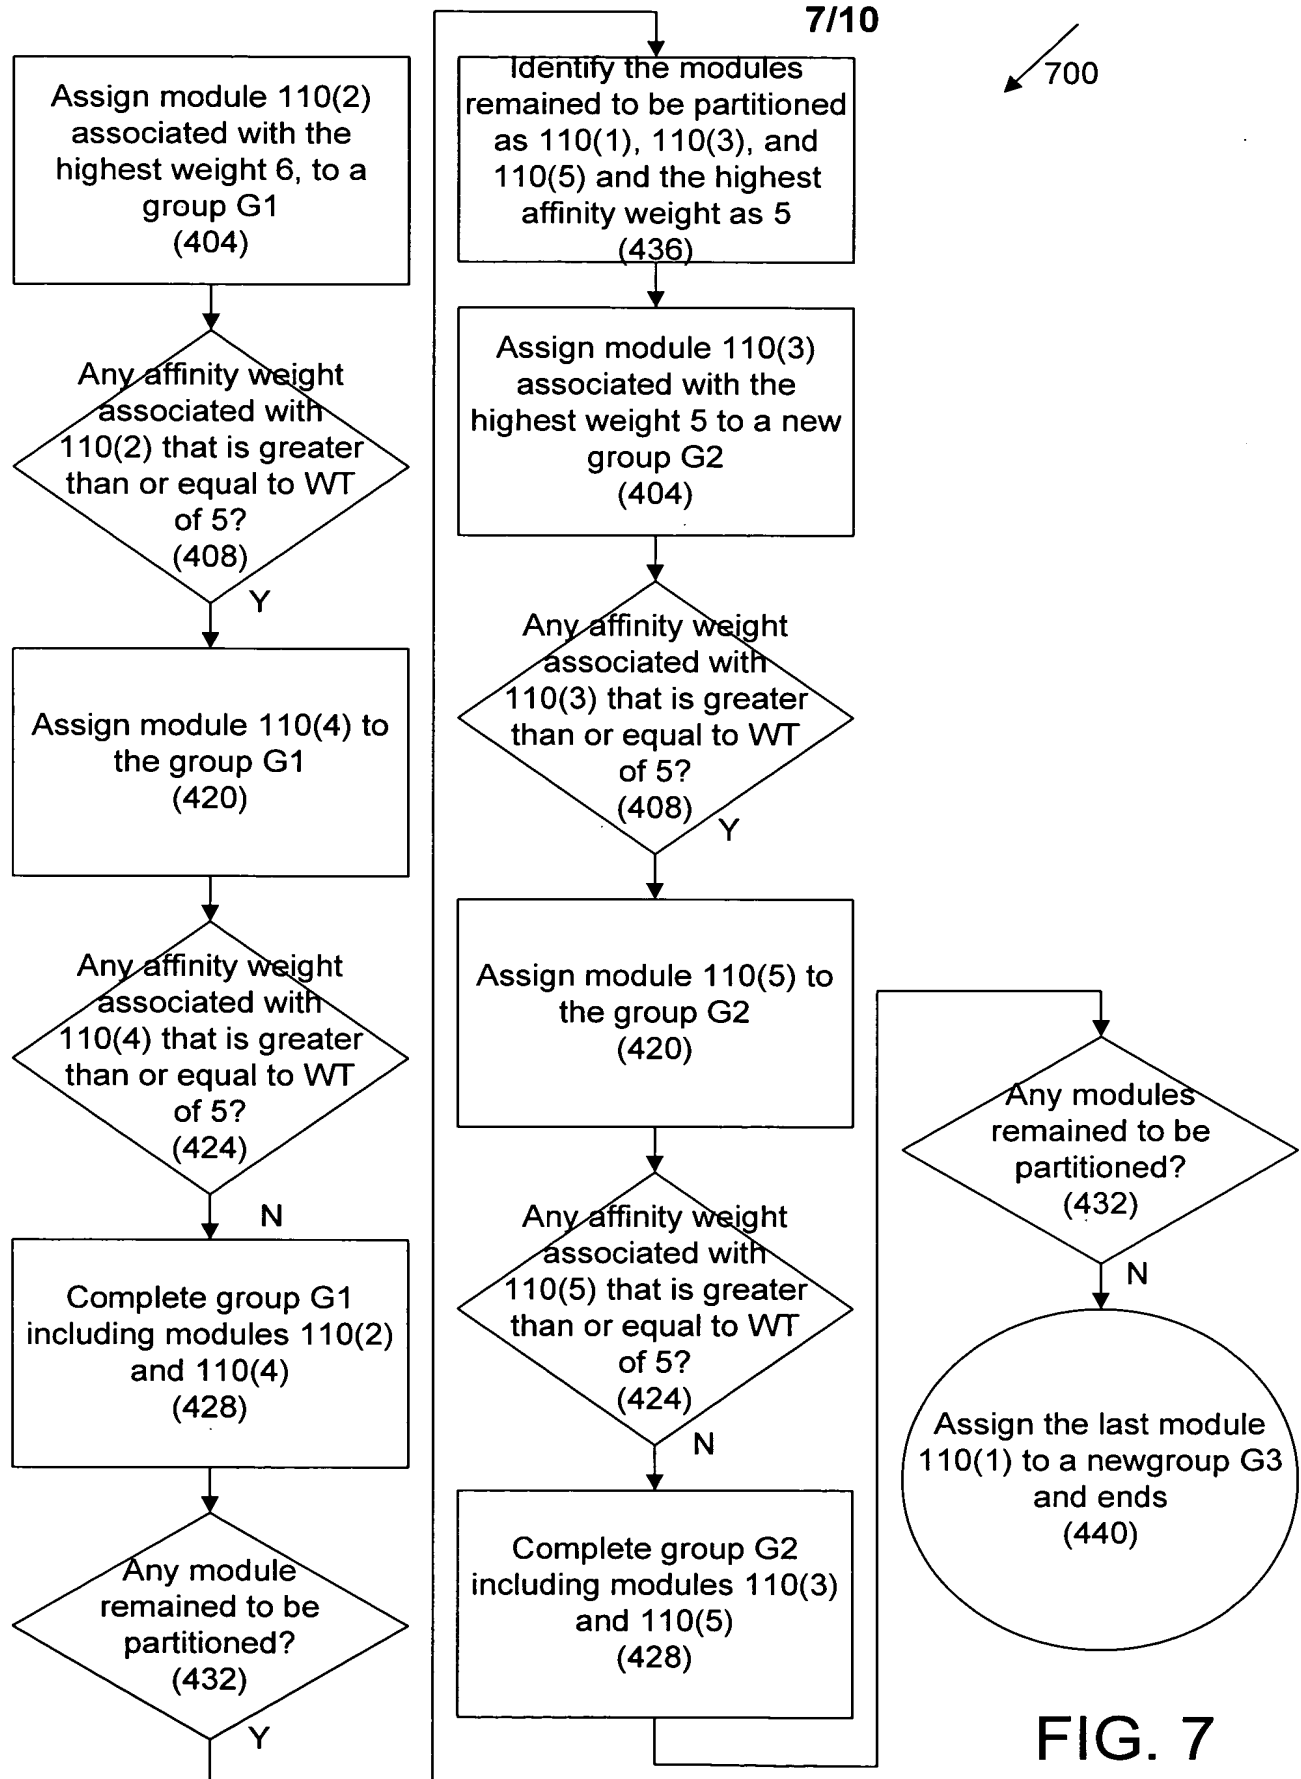 7/10
700
Assign module 110(2)
associated with the
highest weight 6, to a
group G1
(404)
Any affinity weight
associated with
110(2) that is greater
than or equal to WT
of 5?
(408)
Y
Assign module 110(4) to
the group G1
(420)
Any affinity weight
associated with
110(4) that is greater
than or equal to WT
of 5?
(424)
N
Complete group G1
including modules 110(2)
and 110(4)
(428)
Any module
remained to be
partitioned?
(432)
Y
Identify the modules
remained to be partitioned
as 110(1), 110(3), and
110(5) and the highest
affinity weight as 5
(436)
Assign module 110(3)
associated with the
highest weight 5 to a new
group G2
(404)
Any affinity weight
associated with
110(3) that is greater
than or equal to WT
of 5?
(408)
Y
Assign module 110(5) to
the group G2
(420)
Any affinity weight
associated with
110(5) that is greater
than or equal to WT
of 5?
(424)
N
Complete group G2
including modules 110(3)
and 110(5)
(428)
Any modules
remained to be
partitioned?
(432)
N
Assign the last module
110(1) to a newgroup G3
and ends
(440)
FIG. 7